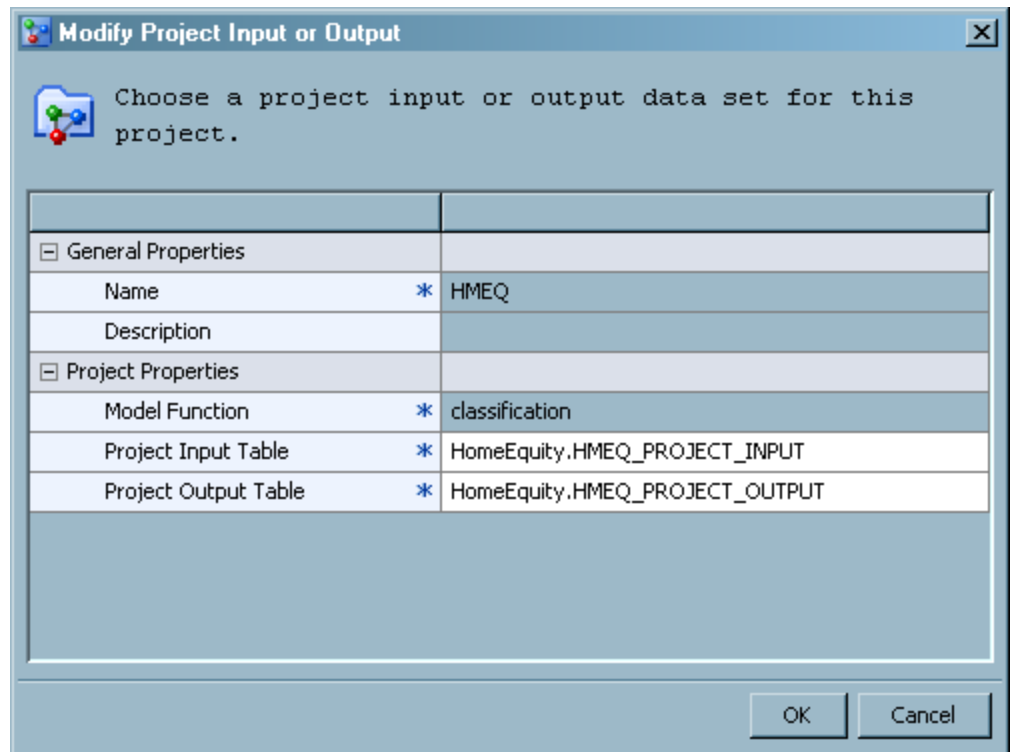 Modify Project Input or Output
Choose a project input or output data set for this
project.
General Properties
Name * HMEQ
Description
Project Properties
Model Function * classification
Project Input Table * HomeEquity.HMEQ_PROJECT_INPUT
Project Output Table * HomeEquity.HMEQ_PROJECT_OUTPUT
OK Cancel